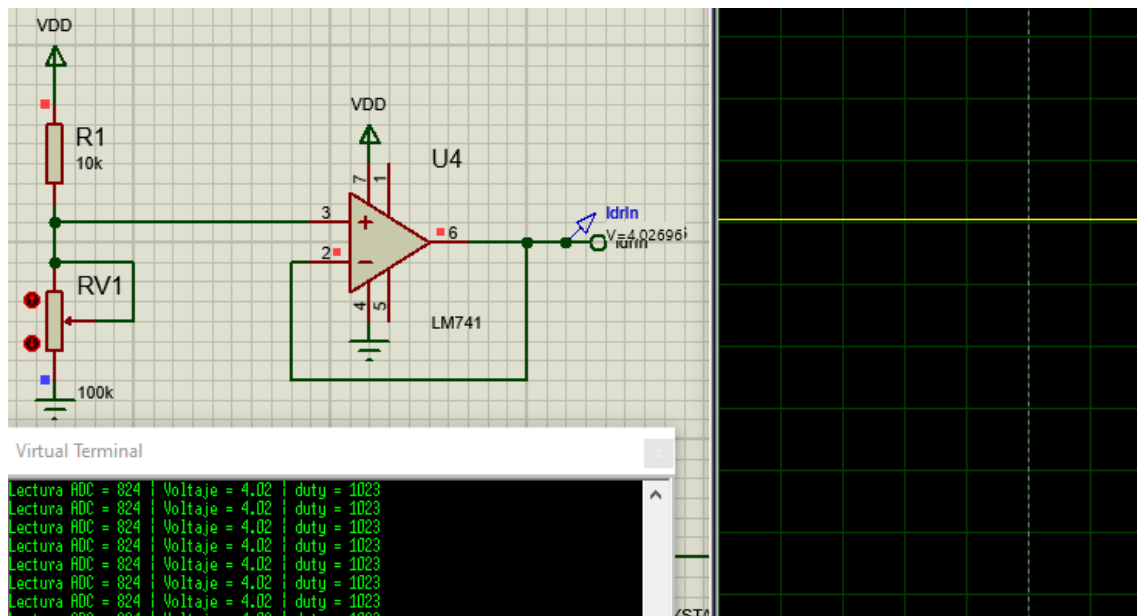 VDD
R1
10k
VDD
U4
7
1
3
+
2
−
6
ldrIn
V=4.02696
4
5
LM741
RV1
100k
Virtual Terminal
x
Lectura ADC = 824 | Voltaje = 4.02 | duty = 1023
Lectura ADC = 824 | Voltaje = 4.02 | duty = 1023
Lectura ADC = 824 | Voltaje = 4.02 | duty = 1023
Lectura ADC = 824 | Voltaje = 4.02 | duty = 1023
Lectura ADC = 824 | Voltaje = 4.02 | duty = 1023
Lectura ADC = 824 | Voltaje = 4.02 | duty = 1023
Lectura ADC = 824 | Voltaje = 4.02 | duty = 1023